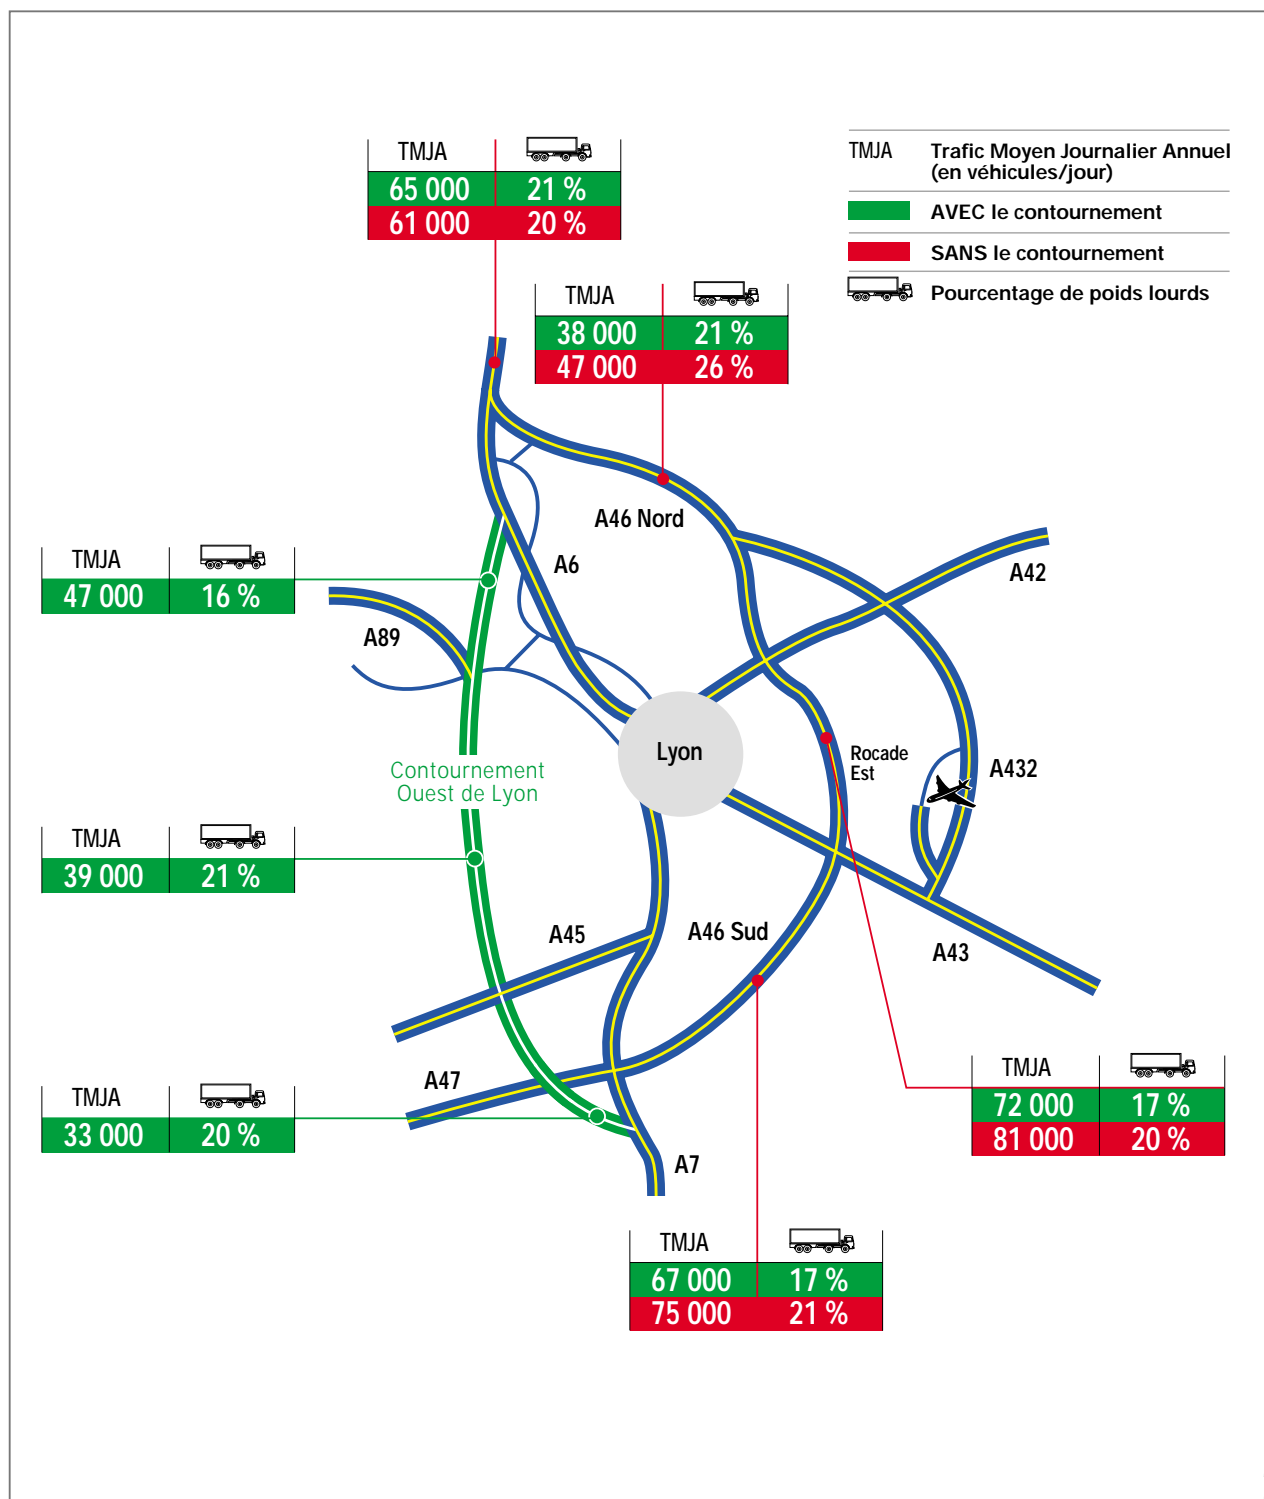 TMJA
65 000 21 %
61 000 20 %
TMJA Trafic Moyen Journalier Annuel
(en véhicules/jour)
AVEC le contournement
SANS le contournement
Pourcentage de poids lourds
TMJA
38 000 21 %
47 000 26 %
A46 Nord
A6
A42
TMJA
47 000 16 %
A89
Lyon
Rocade
Est
A432
Contournement
Ouest de Lyon
TMJA
39 000 21 %
A45
A46 Sud
A43
A47
TMJA
33 000 20 %
A7
TMJA
72 000 17 %
81 000 20 %
TMJA
67 000 17 %
75 000 21 %